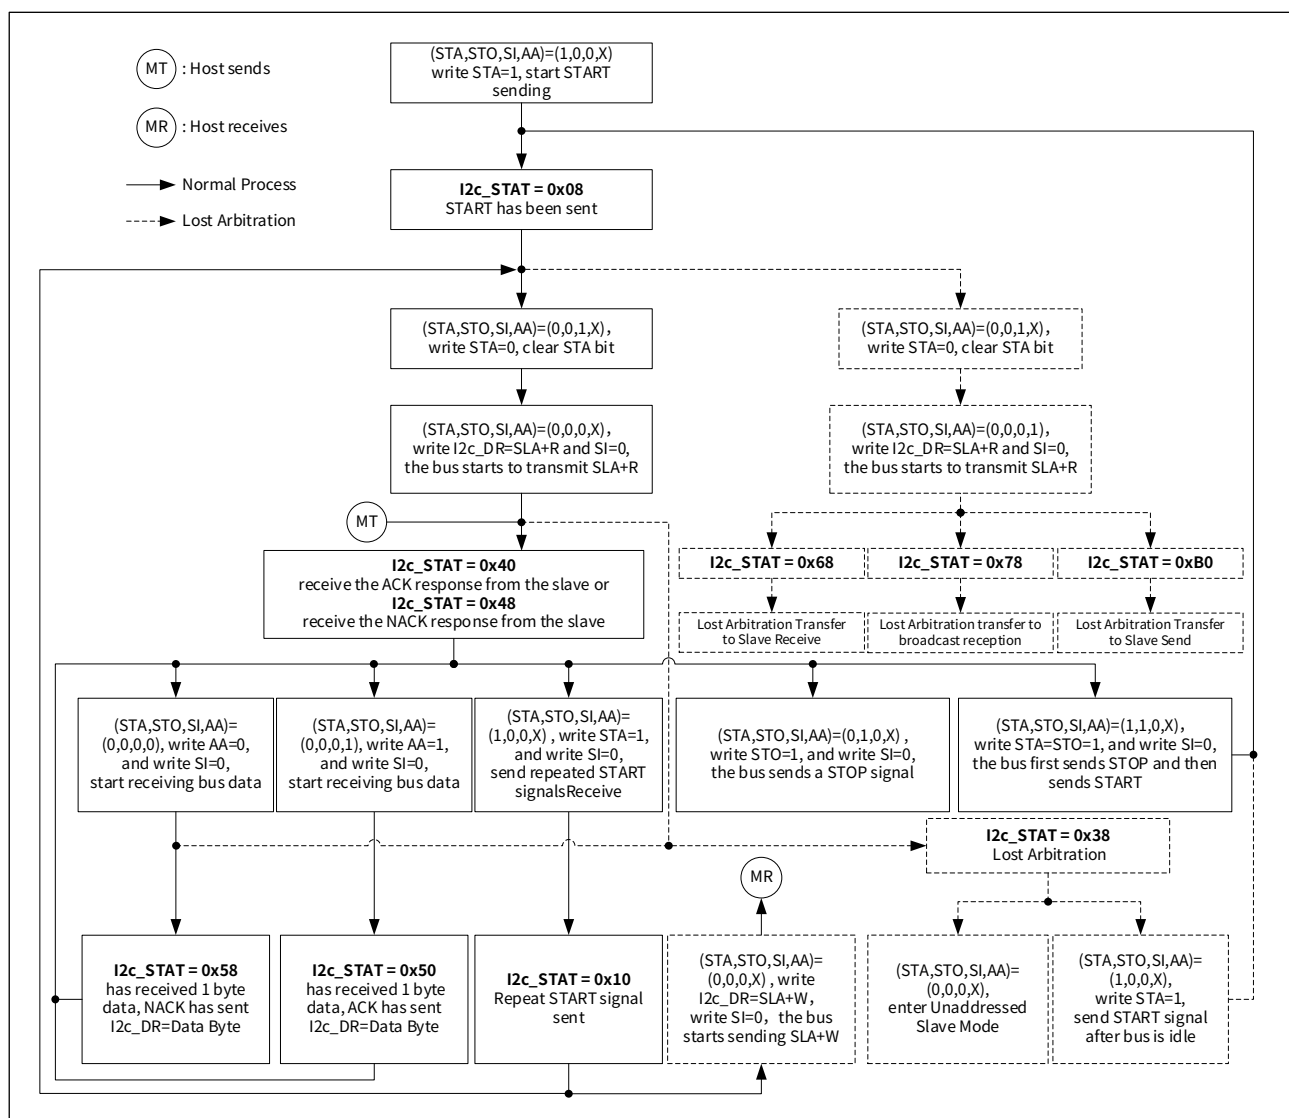 (STA,STO,SI,AA)=(1,0,0,X)
write STA=1, start START
sending
MT : Host sends
MR : Host receives
Normal Process
Lost Arbitration
I2c_STAT = 0x08
START has been sent
(STA,STO,SI,AA)=(0,0,1,X),
write STA=0, clear STA bit
(STA,STO,SI,AA)=(0,0,1,X),
write STA=0, clear STA bit
(STA,STO,SI,AA)=(0,0,0,X),
write I2c_DR=SLA+R and SI=0,
the bus starts to transmit SLA+R
(STA,STO,SI,AA)=(0,0,0,1),
write I2c_DR=SLA+R and SI=0,
the bus starts to transmit SLA+R
MT
I2c_STAT = 0x40
receive the ACK response from the slave or
I2c_STAT = 0x48
receive the NACK response from the slave
I2c_STAT = 0x68
I2c_STAT = 0x78
I2c_STAT = 0xB0
Lost Arbitration Transfer
to Slave Receive
Lost Arbitration transfer to
broadcast reception
Lost Arbitration Transfer
to Slave Send
(STA,STO,SI,AA)=
(0,0,0,0), write AA=0,
and write SI=0,
start receiving bus data
(STA,STO,SI,AA)=
(0,0,0,1), write AA=1,
and write SI=0,
start receiving bus data
(STA,STO,SI,AA)=
(1,0,0,X) , write STA=1,
and write SI=0,
send repeated START
signalsReceive
(STA,STO,SI,AA)=(0,1,0,X) ,
write STO=1, and write SI=0,
the bus sends a STOP signal
(STA,STO,SI,AA)=(1,1,0,X),
write STA=STO=1, and write SI=0,
the bus first sends STOP and then
sends START
I2c_STAT = 0x38
Lost Arbitration
MR
I2c_STAT = 0x58
has received 1 byte
data, NACK has sent
I2c_DR=Data Byte
I2c_STAT = 0x50
has received 1 byte
data, ACK has sent
I2c_DR=Data Byte
I2c_STAT = 0x10
Repeat START signal
sent
(STA,STO,SI,AA)=
(0,0,0,X) , write
I2c_DR=SLA+W,
write SI=0, the bus
starts sending SLA+W
(STA,STO,SI,AA)=
(0,0,0,X),
enter Unaddressed
Slave Mode
(STA,STO,SI,AA)=
(1,0,0,X),
write STA=1,
send START signal
after bus is idle